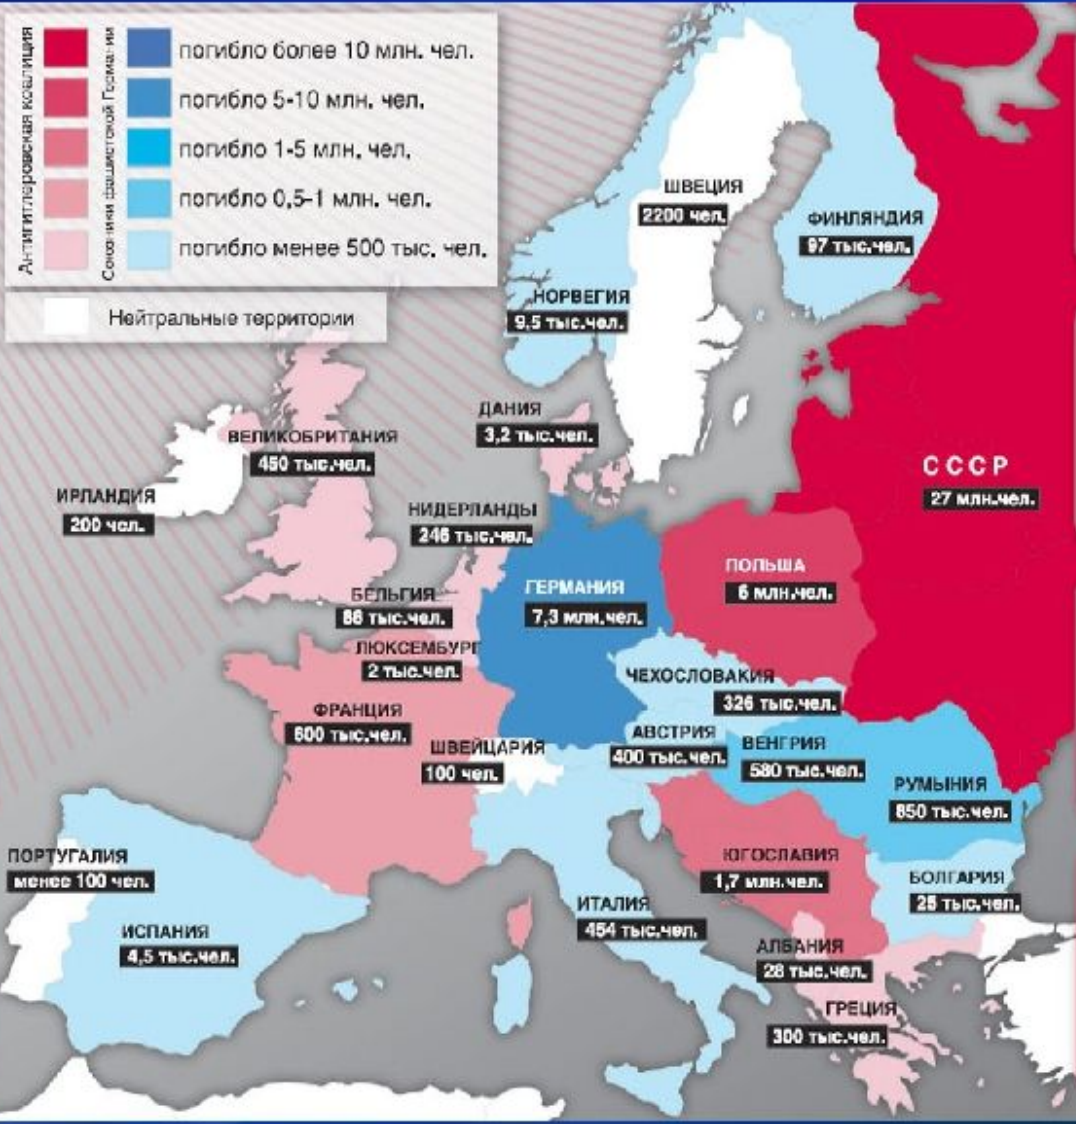 Антигитлеровская коалиция
Союзники фашистской Германии
погибло более 10 млн. чел.
погибло 5-10 млн. чел.
погибло 1-5 млн. чел.
погибло 0,5-1 млн. чел.
погибло менее 500 тыс. чел.
Нейтральные территории
ШВЕЦИЯ
2200 чел.
ФИНЛЯНДИЯ
97 тыс.чел.
НОРВЕГИЯ
9,5 тыс.чел.
ДАНИЯ
3,2 тыс.чел.
ВЕЛИКОБРИТАНИЯ
450 тыс.чел.
СССР
27 млн.чел.
ИРЛАНДИЯ
200 чел.
НИДЕРЛАНДЫ
246 тыс.чел.
ПОЛЬША
6 млн.чел.
ГЕРМАНИЯ
7,3 млн.чел.
БЕЛЬГИЯ
86 тыс.чел.
ЛЮКСЕМБУРГ
2 тыс.чел.
ЧЕХОСЛОВАКИЯ
326 тыс.чел.
ФРАНЦИЯ
600 тыс.чел.
АВСТРИЯ
400 тыс.чел.
ВЕНГРИЯ
580 тыс.чел.
ШВЕЙЦАРИЯ
100 чел.
РУМЫНИЯ
850 тыс.чел.
ПОРТУГАЛИЯ
менее 100 чел.
ЮГОСЛАВИЯ
1,7 млн.чел.
БОЛГАРИЯ
25 тыс.чел.
ИТАЛИЯ
454 тыс.чел.
ИСПАНИЯ
4,5 тыс.чел.
АЛБАНИЯ
28 тыс.чел.
ГРЕЦИЯ
300 тыс.чел.